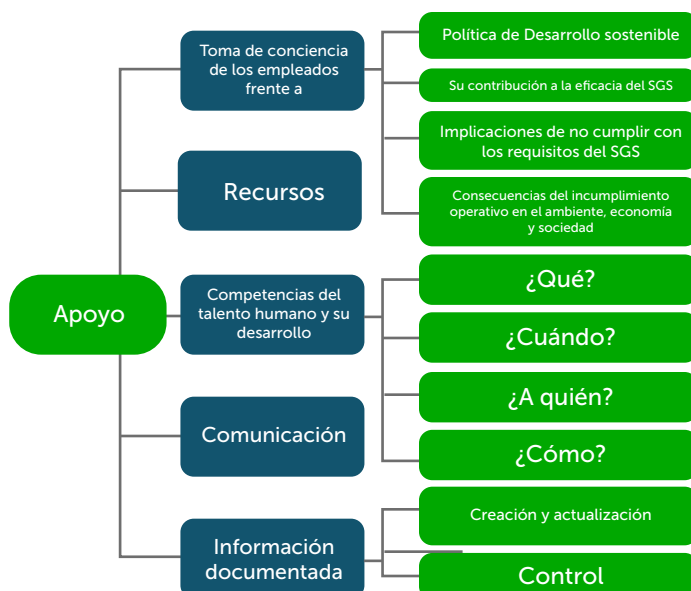 Apoyo
Toma de conciencia
de los empleados
frente a
Política de Desarrollo sostenible
Su contribución a la eficacia del SGS
Implicaciones de no cumplir con
los requisitos del SGS
Consecuencias del incumplimiento
operativo en el ambiente, economía
y sociedad
Recursos
Competencias del
talento humano y su
desarrollo
¿Qué?
¿Cuándo?
¿A quién?
¿Cómo?
Comunicación
Información
documentada
Creación y actualización
Control